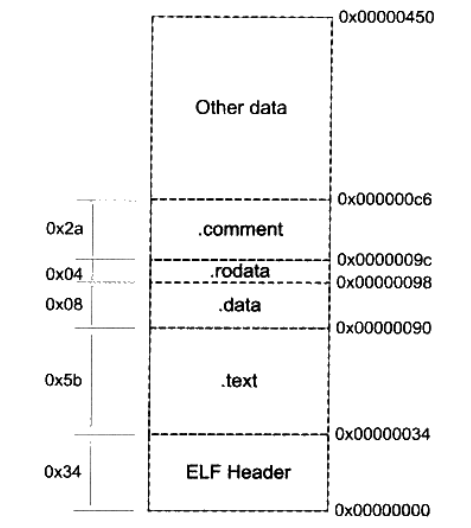 0x00000450
Other data
0x000000c6
0x2a
.comment
0x0000009c
0x04
.rodata
0x00000098
0x08
.data
0x00000090
0x5b
.text
0x00000034
0x34
ELF Header
0x00000000